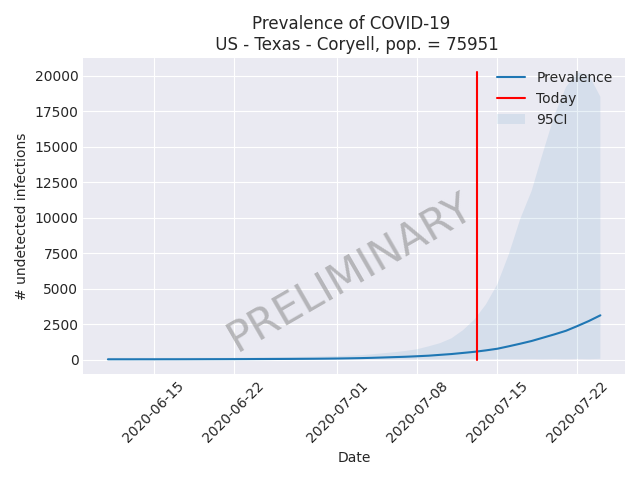 Prevalence of COVID-19
US - Texas - Coryell, pop. = 75951
# undetected infections
20000
17500
15000
12500
10000
7500
5000
2500
0
Prevalence
Today
95CI
PRELIMINARY
2020-06-15
2020-06-22
2020-07-01
2020-07-08
2020-07-15
2020-07-22
Date